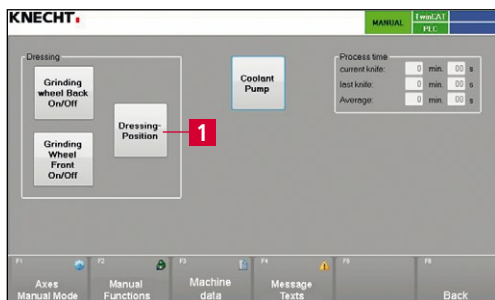 KNECHT.
MANUAL
TwinCAT
PLC
Dressing
Grinding
wheel Back
On/Off
Dressing-
Position
1
Grinding
Wheel
Front
On/Off
Coolant
Pump
Process time
current knife: 0 min. 00 s
last knife: 0 min. 00 s
Average: 0 min. 00 s
F1 F2 F3 F4 F5 F6
Axes
Manual Mode
Manual
Functions
Machine
data
Message
Texts
Back